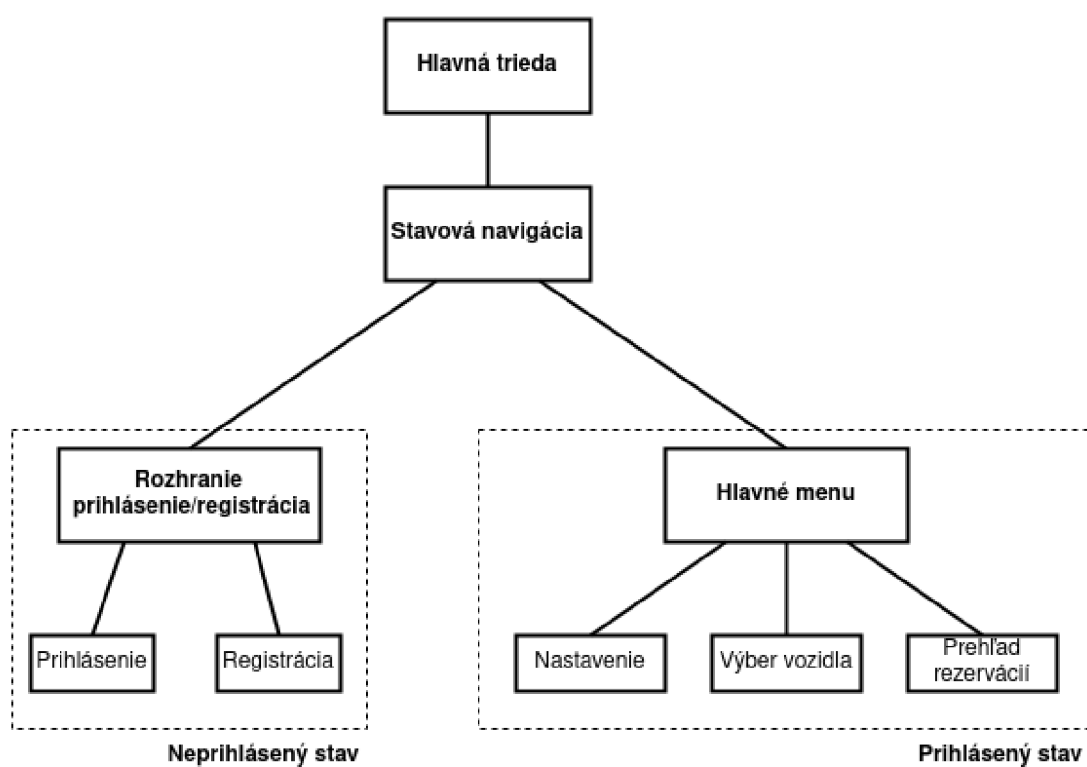 Hlavná trieda
Stavová navigácia
Rozhranie
prihlásenie/registrácia
Prihlásenie
Registrácia
Neprihlásený stav
Hlavné menu
Nastavenie
Výber vozidla
Prehľad
rezervácií
Prihlásený stav